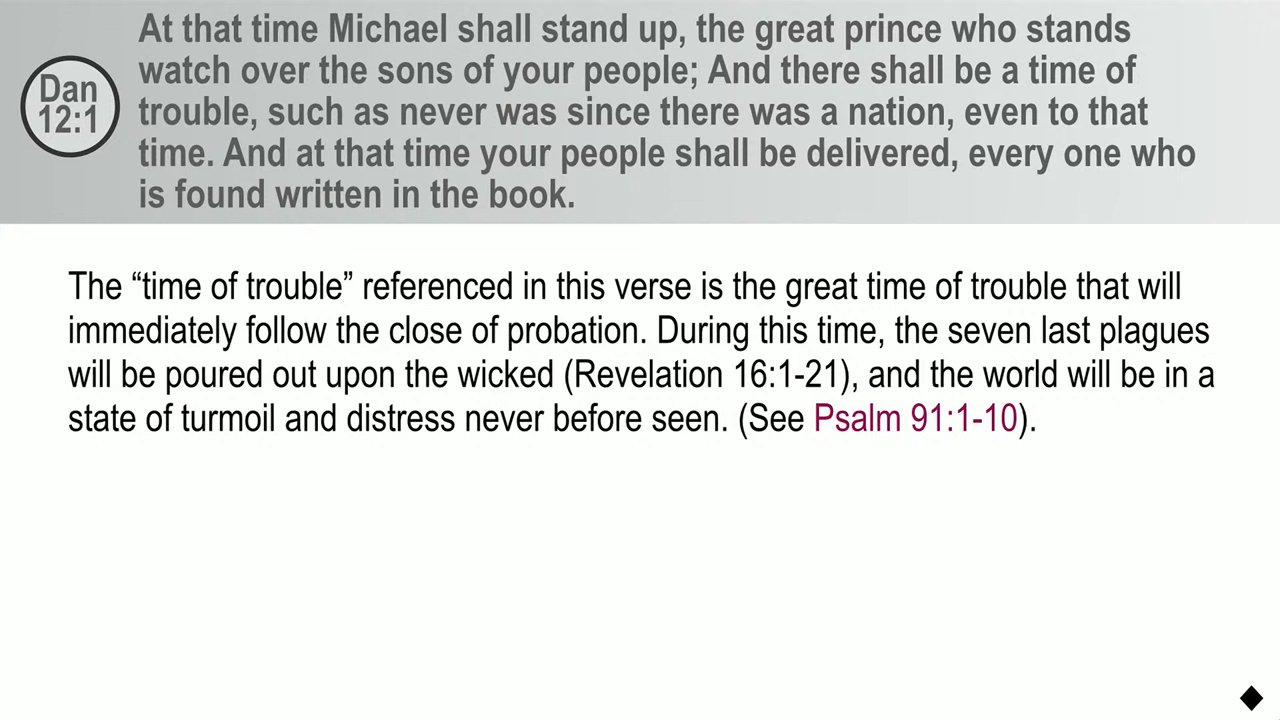 Dan
12:1
At that time Michael shall stand up, the great prince who stands
watch over the sons of your people; And there shall be a time of
trouble, such as never was since there was a nation, even to that
time. And at that time your people shall be delivered, every one who
is found written in the book.
The “time of trouble” referenced in this verse is the great time of trouble that will
immediately follow the close of probation. During this time, the seven last plagues
will be poured out upon the wicked (Revelation 16:1-21), and the world will be in a
state of turmoil and distress never before seen. (See Psalm 91:1-10).